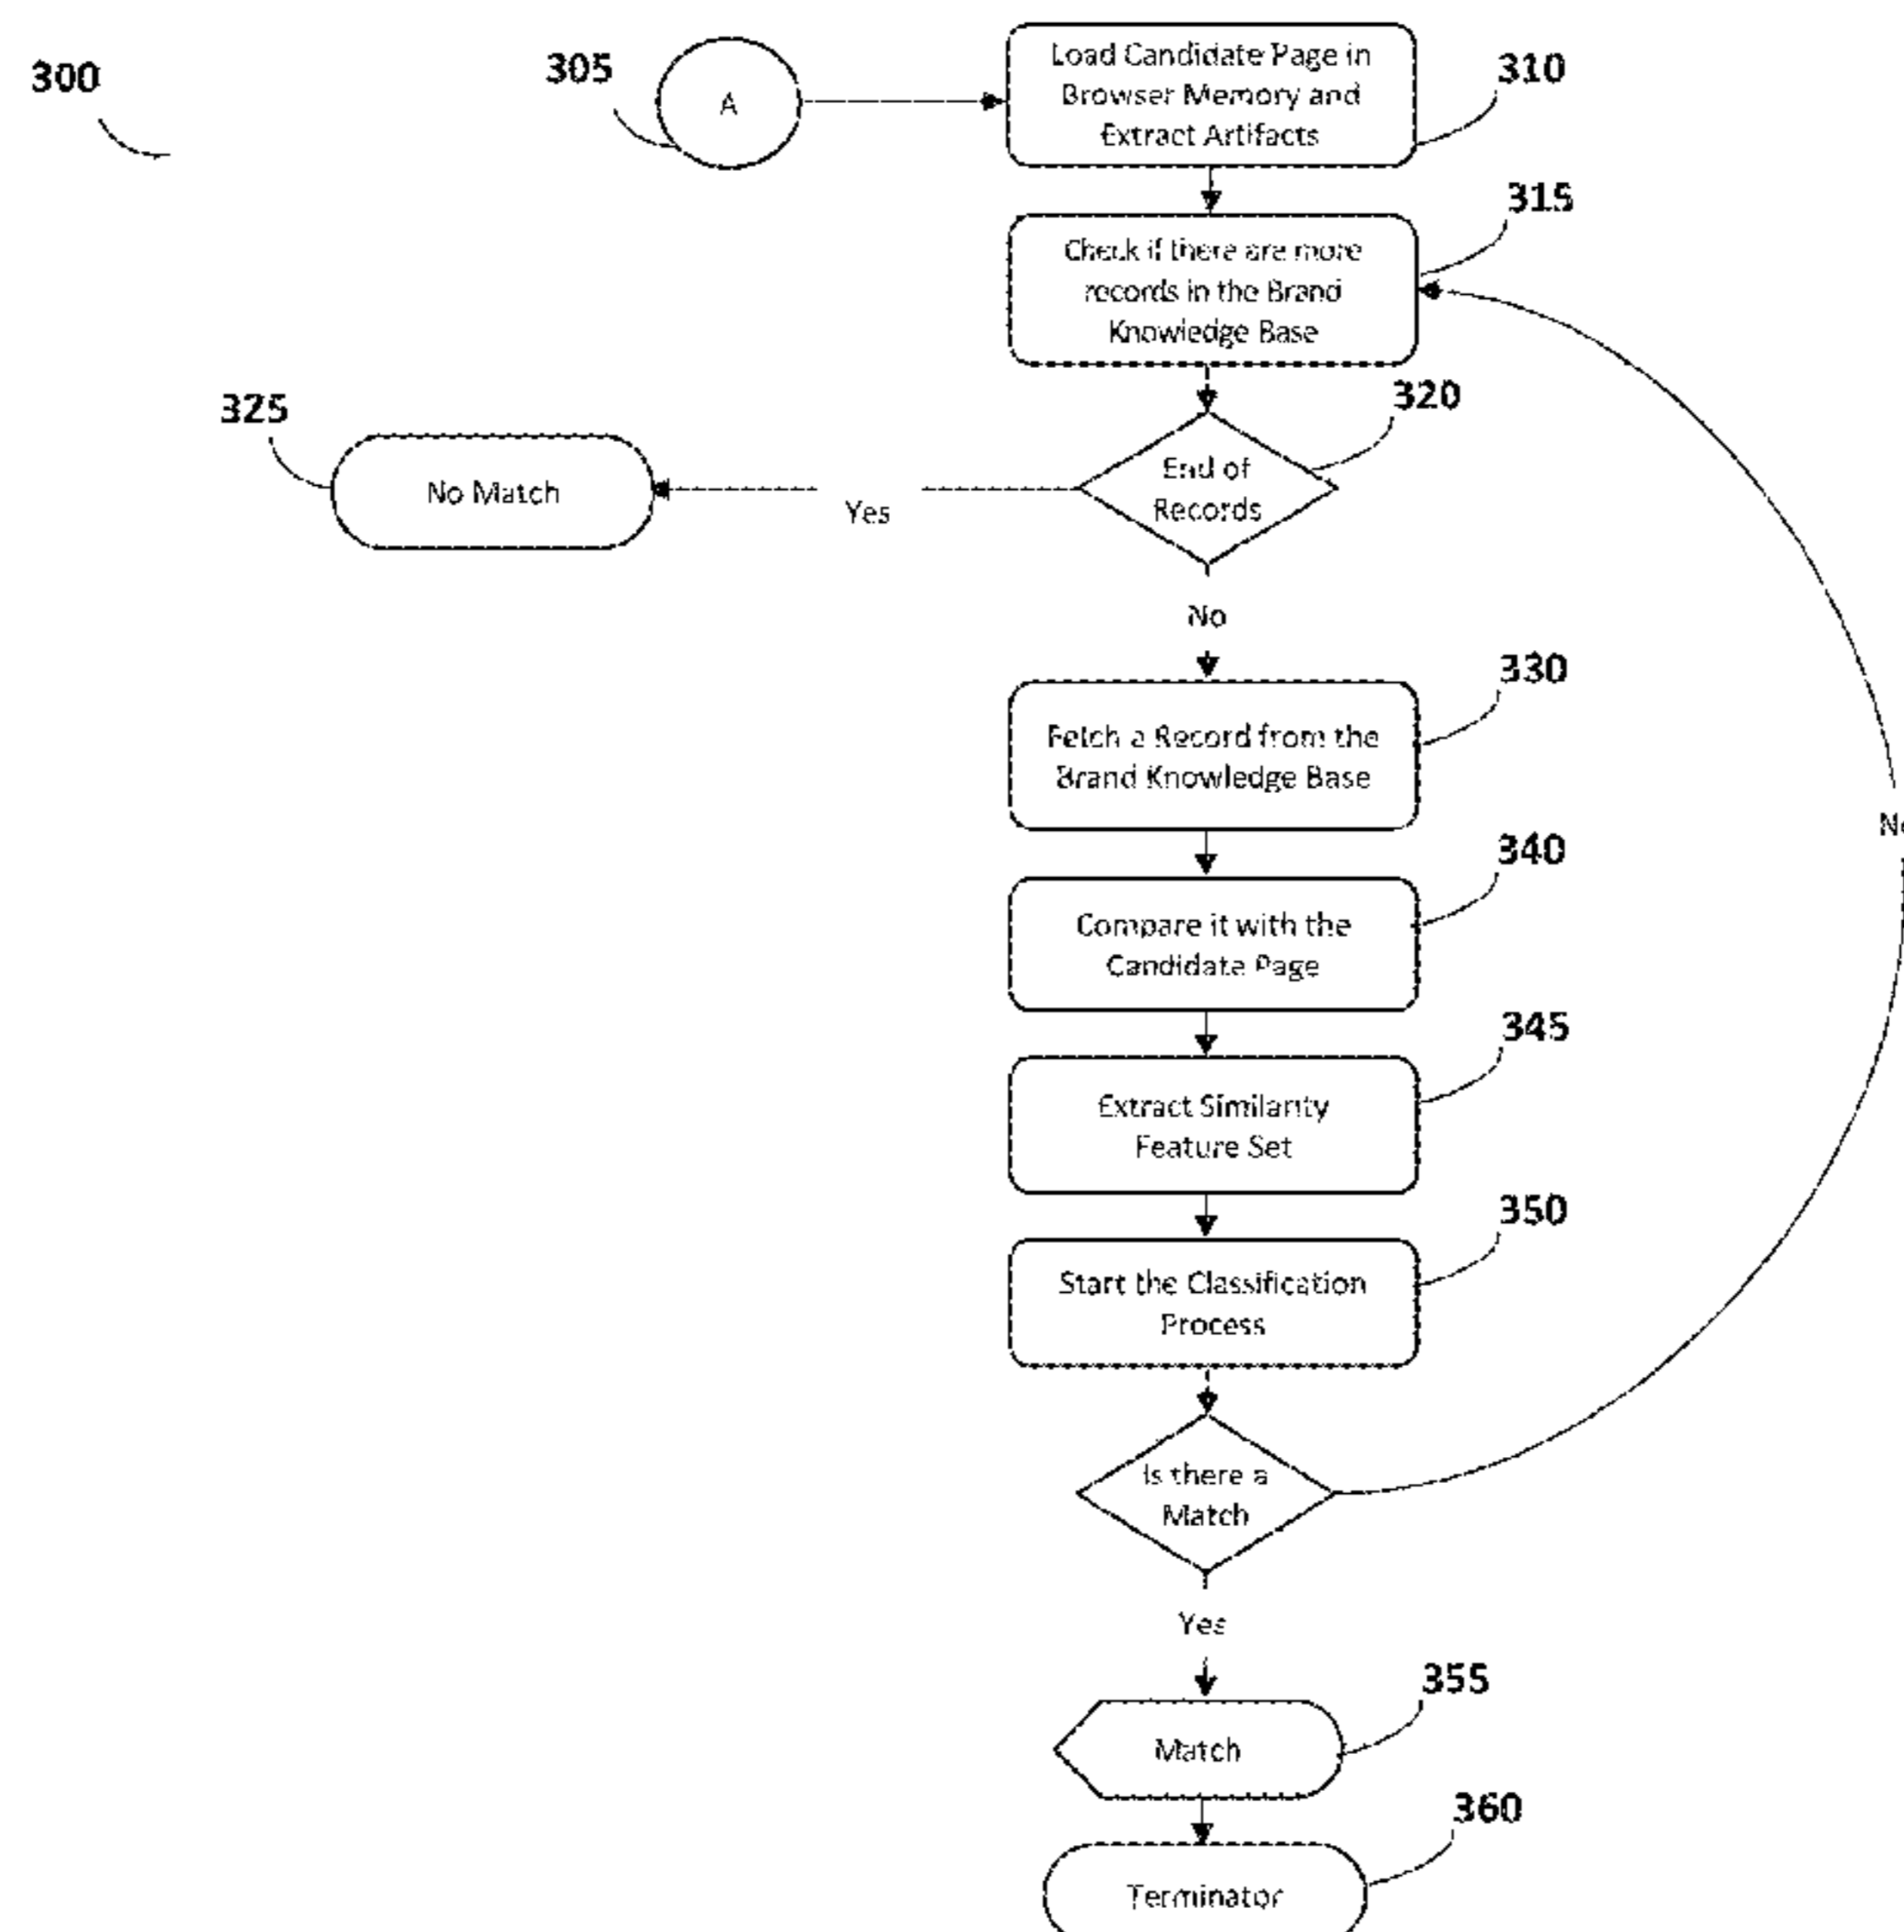 300
305
A
Load Candidate Page in
Browser Memory and
Extract Artifacts
310
315
Check if there are more
records in the Brand
Knowledge Base
320
325
No Match
Yes
End of
Records
No
330
Fetch a Record from the
Brand Knowledge Base
340
Compare it with the
Candidate Page
345
Extract Similarity
Feature Set
350
Start the Classification
Process
Is there a
Match
Yes
355
Match
360
Terminator